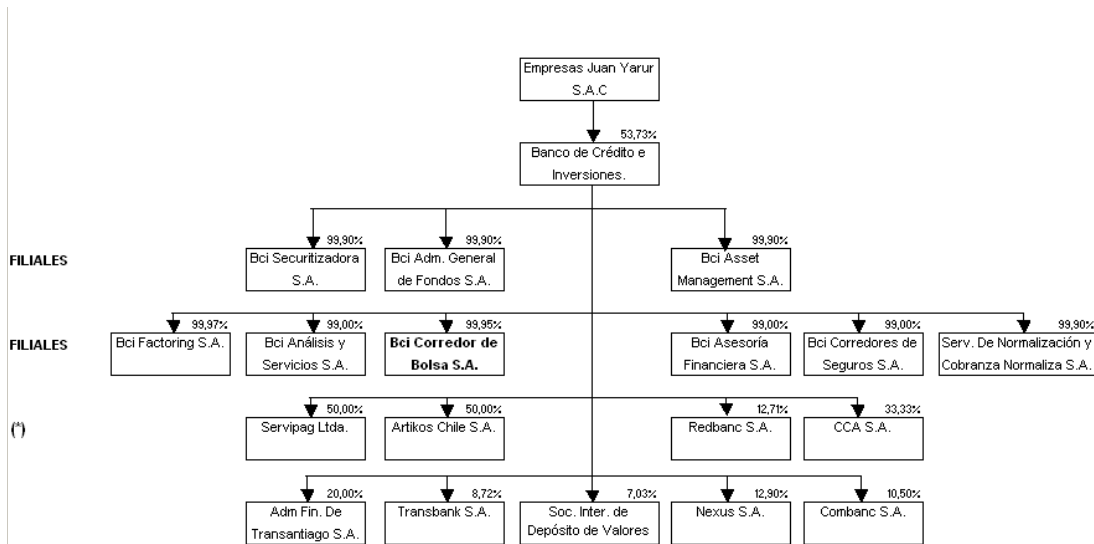 Empresas Juan Yarur
S.A.C
53,73%
Banco de Crédito e
Inversiones.
FILIALES
99,90%
Bci Securitizadora
S.A.
99,90%
Bci Adm. General
de Fondos S.A.
99,90%
Bci Asset
Management S.A.
FILIALES
99,97%
Bci Factoring S.A.
99,00%
Bci Análisis y
Servicios S.A.
99,95%
Bci Corredor de
Bolsa S.A.
99,00%
Bci Asesoría
Financiera S.A.
99,00%
Bci Corredores de
Seguros S.A.
99,90%
Serv. De Normalización y
Cobranza Normaliza S.A.
(*)
50,00%
Servipag Ltda.
50,00%
Artikos Chile S.A.
12,71%
Redbanc S.A.
33,33%
CCA S.A.
20,00%
Adm Fin. De
Transantiago S.A.
8,72%
Transbank S.A.
7,03%
Soc. Inter. de
Depósito de Valores
12,90%
Nexus S.A.
10,50%
Combanc S.A.